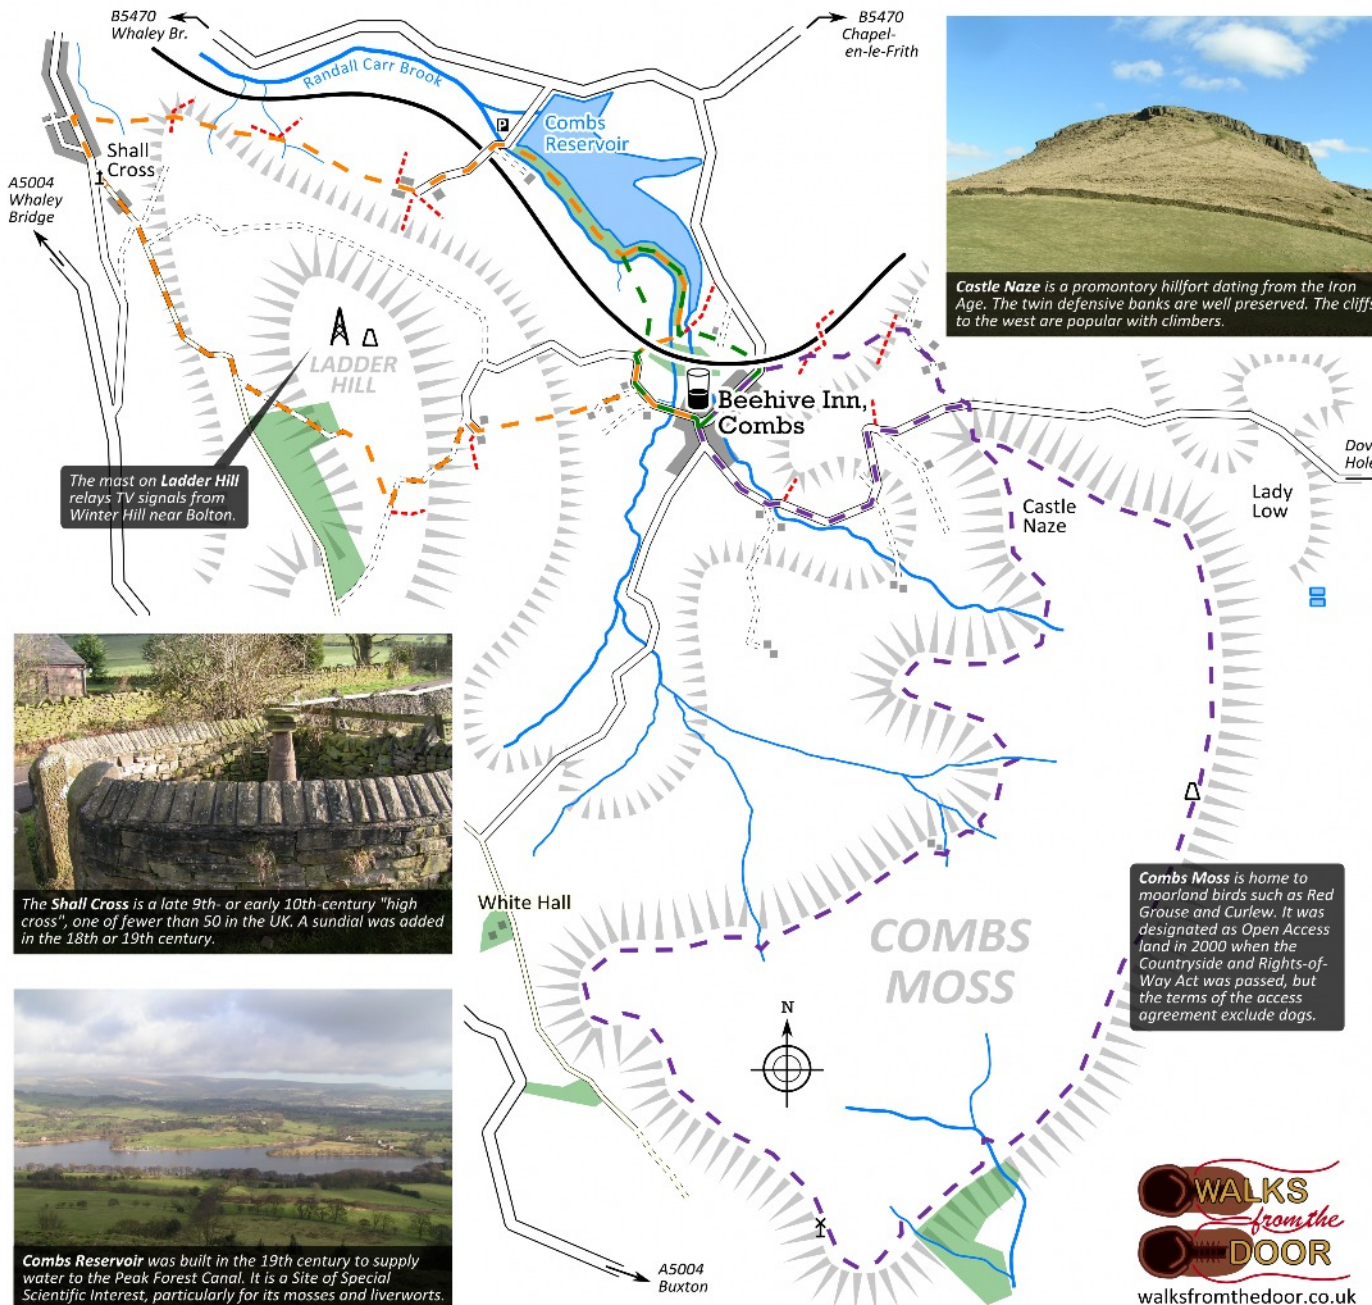 B5470
Whaley Br.
B5470
Chapel-
en-le-Frith
Randall Carr Brook
P
Combs
Reservoir
Shall
Cross
A5004
Whaley
Bridge
Castle Naze is a promontory hillfort dating from the Iron
Age. The twin defensive banks are well preserved. The cliffs
to the west are popular with climbers.
LADDER
HILL
Beehive Inn,
Combs
The mast on Ladder Hill
relays TV signals from
Winter Hill near Bolton.
Castle
Naze
Lady
Low
Dov
Hole
The Shall Cross is a late 9th- or early 10th-century "high
cross", one of fewer than 50 in the UK. A sundial was added
in the 18th or 19th century.
White Hall
COMBS
MOSS
Combs Moss is home to
moorland birds such as Red
Grouse and Curlew. It was
designated as Open Access
land in 2000 when the
Countryside and Rights-of-
Way Act was passed, but
the terms of the access
agreement exclude dogs.
N
Combs Reservoir was built in the 19th century to supply
water to the Peak Forest Canal. It is a Site of Special
Scientific Interest, particularly for its mosses and liverworts.
A5004
Buxton
WALKS
from the
DOOR
walksfromthedoor.co.uk